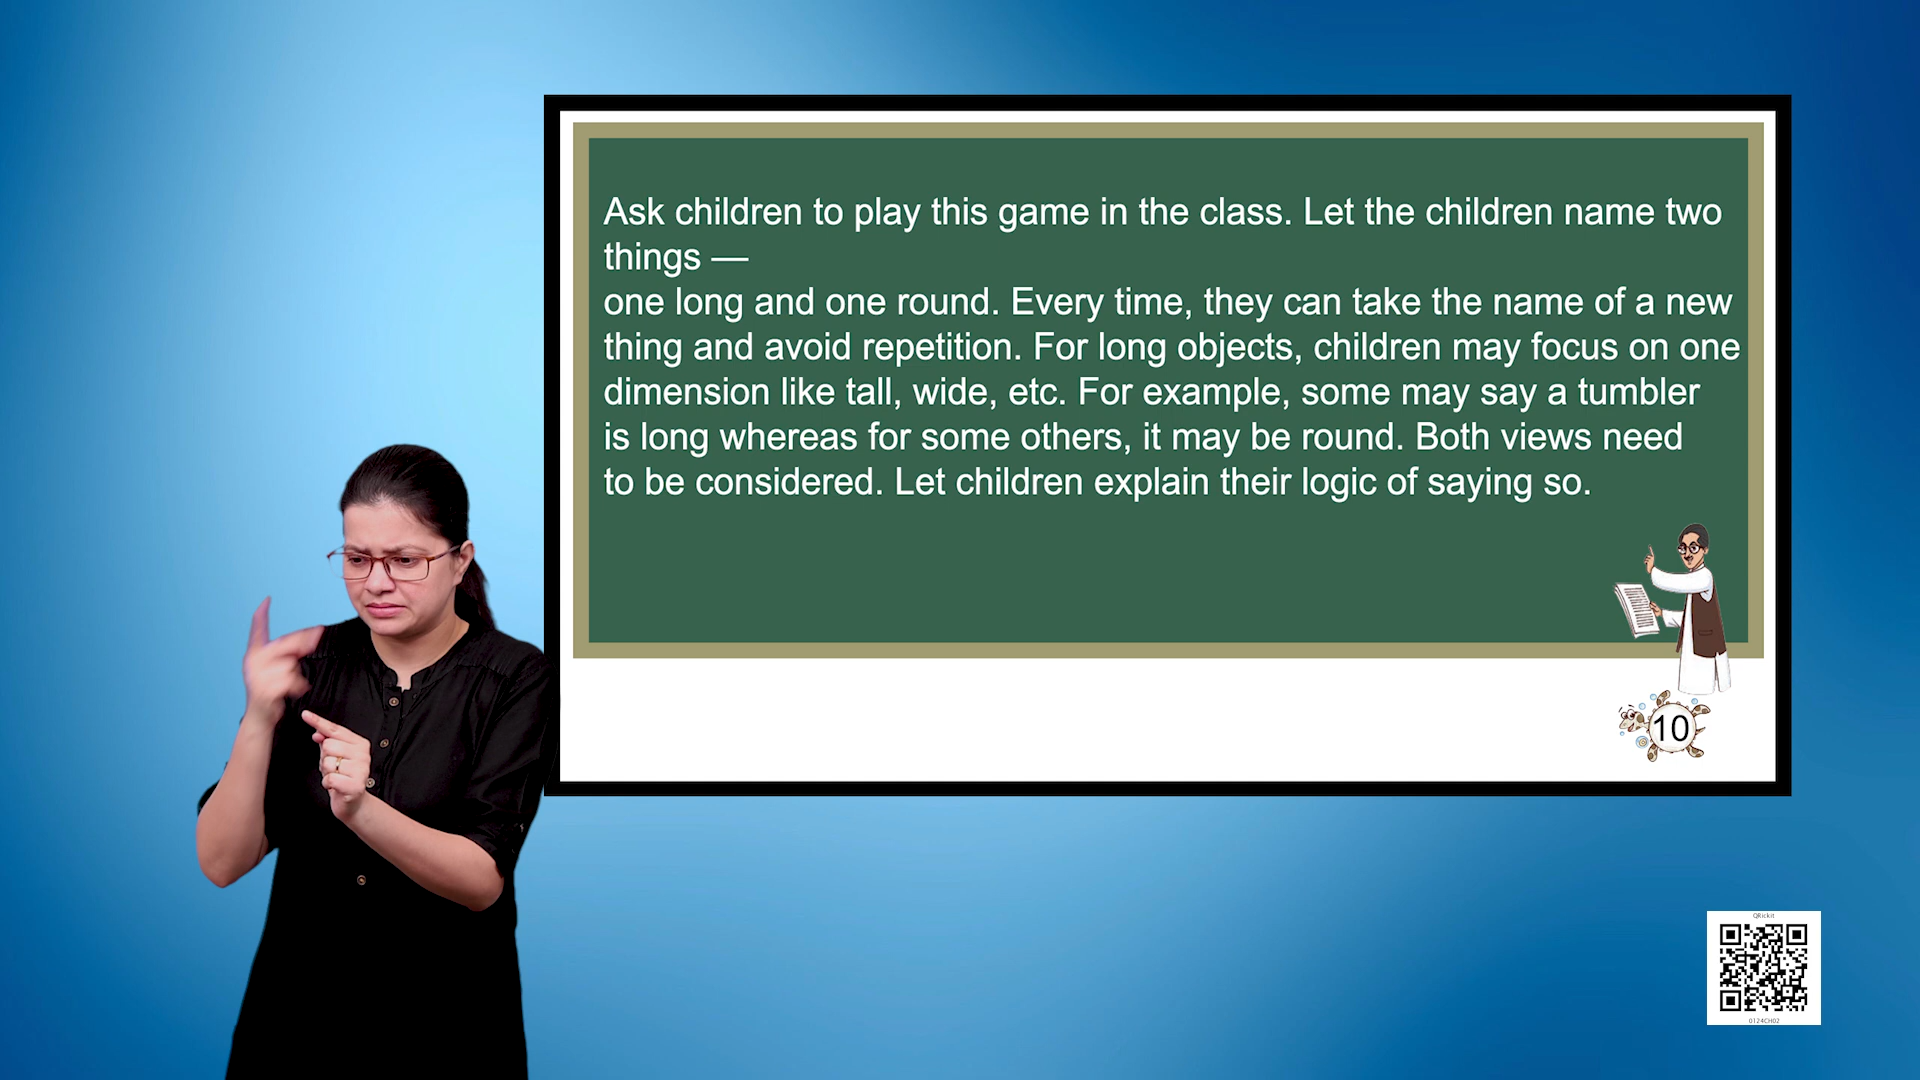 Ask children to play this game in the class. Let the children name two
things —
one long and one round. Every time, they can take the name of a new
thing and avoid repetition. For long objects, children may focus on one
dimension like tall, wide, etc. For example, some may say a tumbler
is long whereas for some others, it may be round. Both views need
to be considered. Let children explain their logic of saying so.
10
QRickit
0124CH02